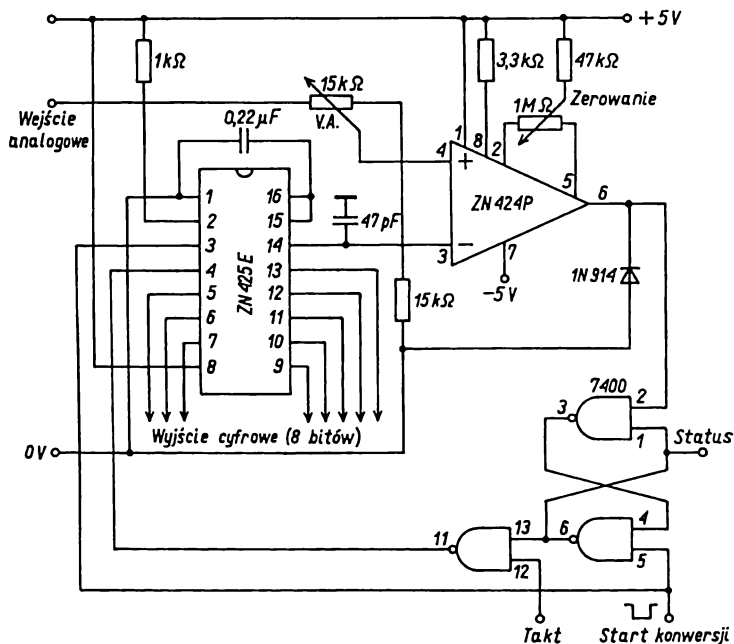 +5V
1kΩ
3,3kΩ
47kΩ
15kΩ
V.A.
Wejście
analogowe
0,22μF
1MΩ
Zerowanie
1
8
2
4
+
5
6
ZN424P
3
−
7
−5V
47pF
1N914
15kΩ
ZN425E
1
2
3
4
5
6
7
8
16
15
14
13
12
11
10
9
Wyjście cyfrowe (8 bitów)
0V
7400
3
2
1
Status
11
13
12
6
4
5
Takt
Start konwersji